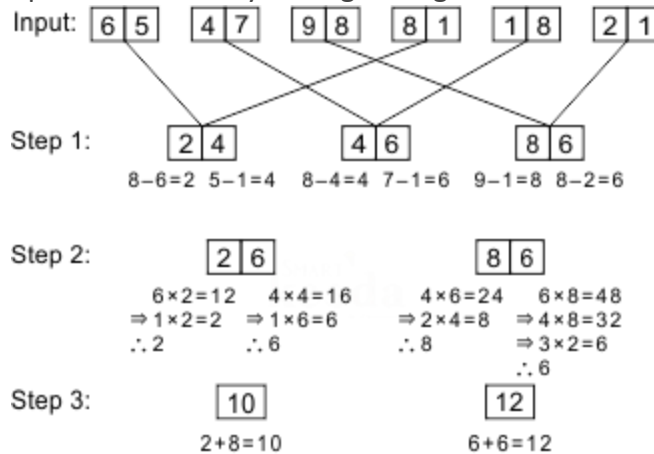 Input: 6 5 4 7 9 8 8 1 1 8 2 1
Step 1: 2 4 4 6 8 6
8–6=2 5–1=4 8–4=4 7–1=6 9–1=8 8–2=6
Step 2: 2 6 8 6
6×2=12 4×4=16 4×6=24 6×8=48
⇒1×2=2 ⇒1×6=6 ⇒2×4=8 ⇒4×8=32
∴2 ∴6 ∴8 ⇒3×2=6
∴6
Step 3: 10 12
2+8=10 6+6=12